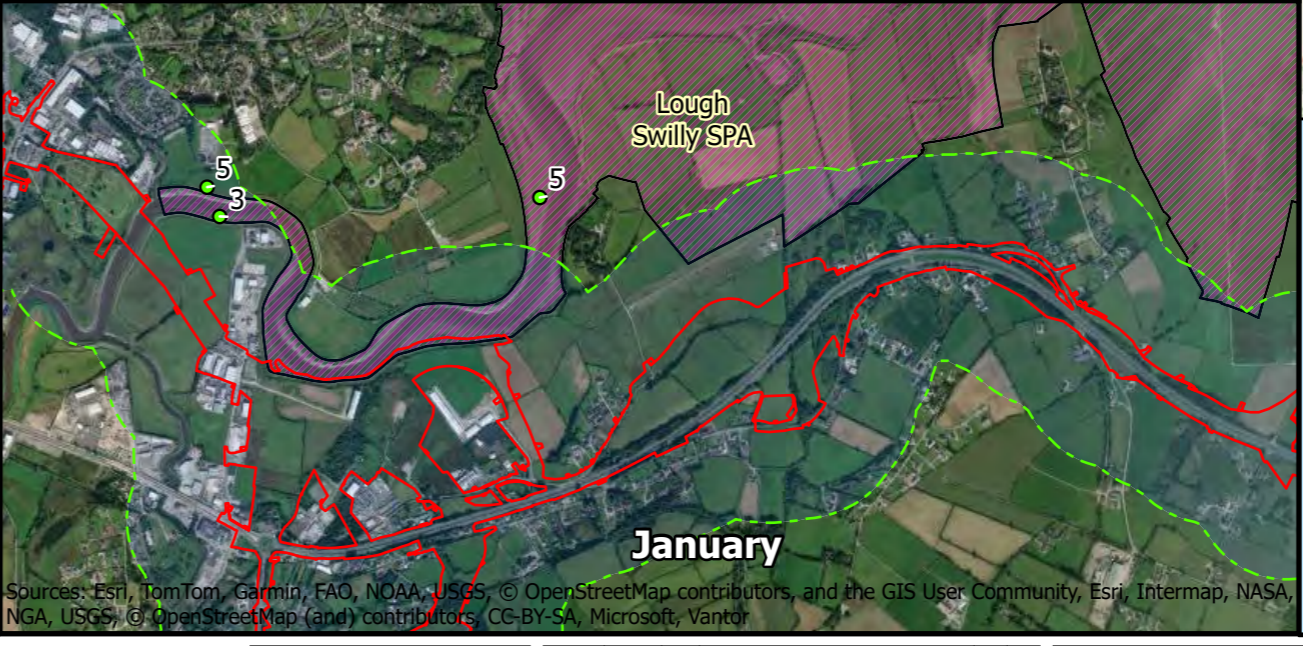 Lough
Swilly SPA
5
3
5
January
Sources: Esri, TomTom, Garmin, FAO, NOAA, USGS, © OpenStreetMap contributors, and the GIS User Community, Esri, Intermap, NASA,
NGA, USGS, © OpenStreetMap (and) contributors, CC-BY-SA, Microsoft, Vantor